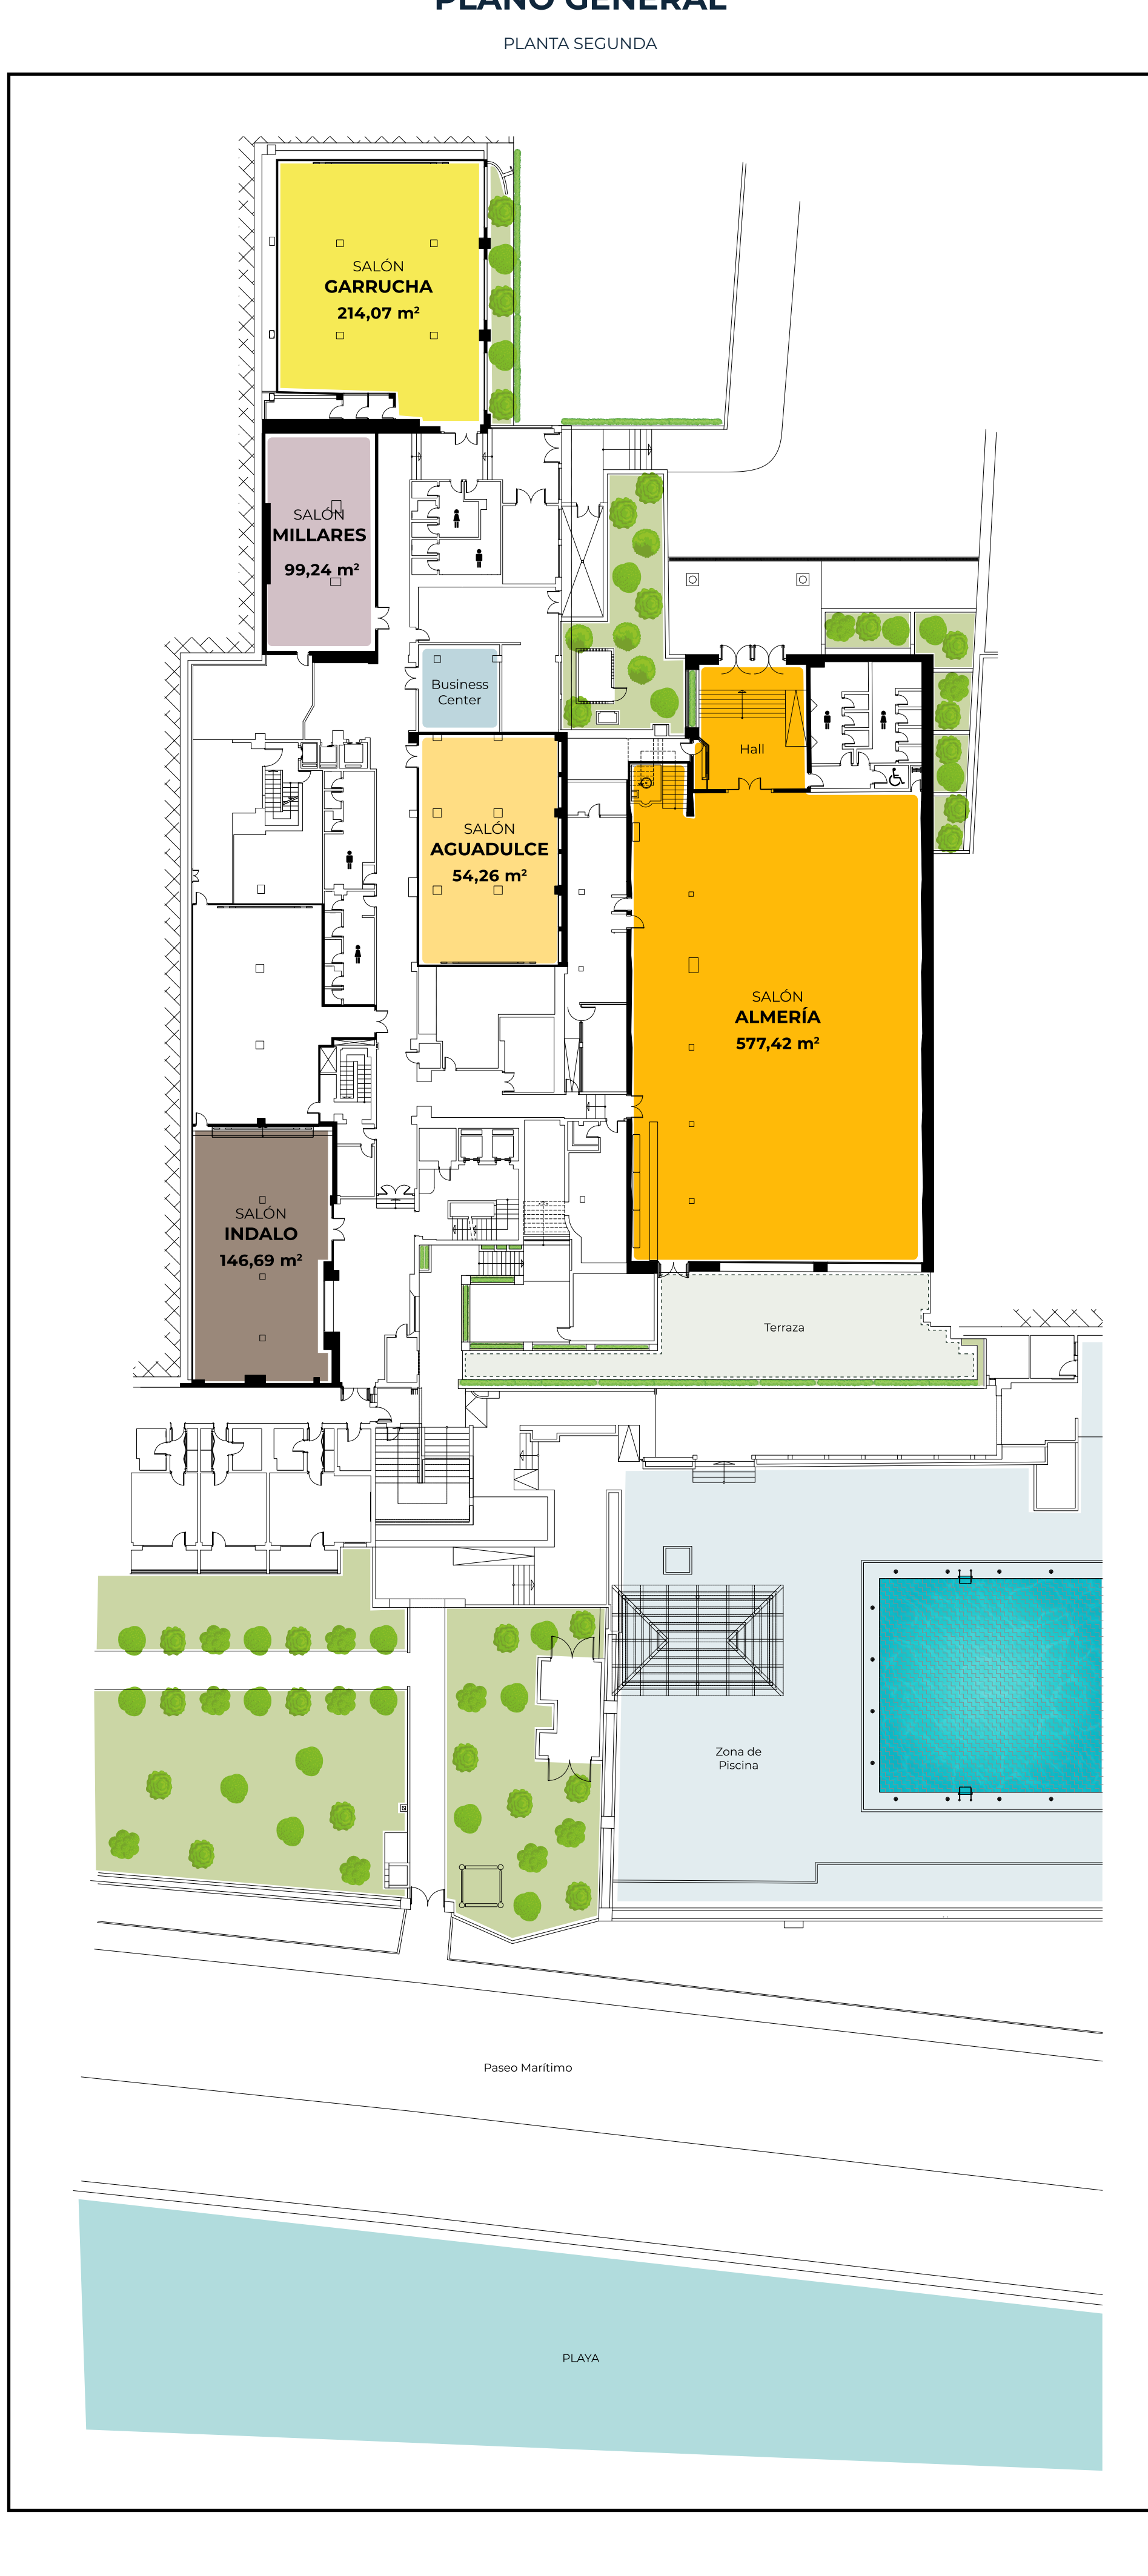 PLANO GENERAL
PLANTA SEGUNDA
SALÓN
GARRUCHA
214,07 m²
SALÓN
MILLARES
99,24 m²
Business
Center
Hall
SALÓN
AGUADULCE
54,26 m²
SALÓN
ALMERÍA
577,42 m²
SALÓN
INDALO
146,69 m²
Terraza
Zona de
Piscina
Paseo Marítimo
PLAYA